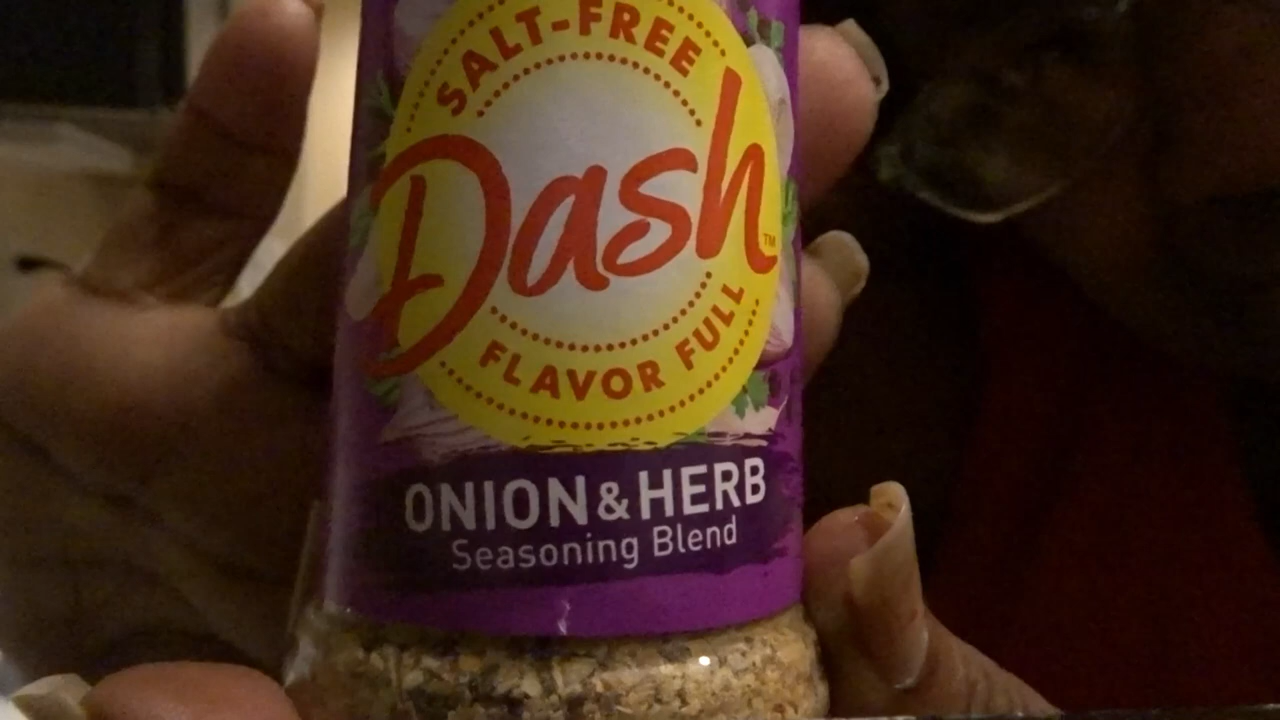 SALT-FREE
Dash™
FLAVOR FULL
ONION & HERB
Seasoning Blend